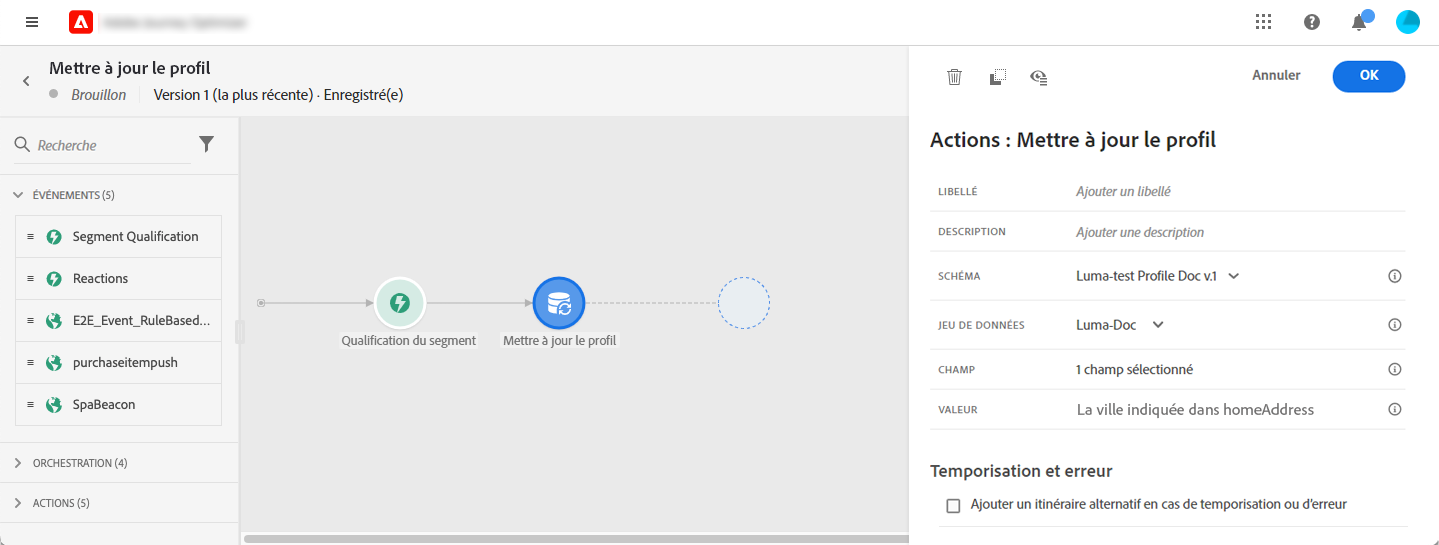 Mettre à jour le profil
Brouillon
Version 1 (la plus récente) · Enregistré(e)
Recherche
ÉVÉNEMENTS (5)
Segment Qualification
Reactions
E2E_Event_RuleBased...
purchaseitempush
SpaBeacon
ORCHESTRATION (4)
ACTIONS (5)
Qualification du segment
Mettre à jour le profil
Annuler
OK
Actions : Mettre à jour le profil
LIBELLÉ
Ajouter un libellé
DESCRIPTION
Ajouter une description
SCHÉMA
Luma-test Profile Doc v.1
JEU DE DONNÉES
Luma-Doc
CHAMP
1 champ sélectionné
VALEUR
La ville indiquée dans homeAddress
Temporisation et erreur
Ajouter un itinéraire alternatif en cas de temporisation ou d'erreur